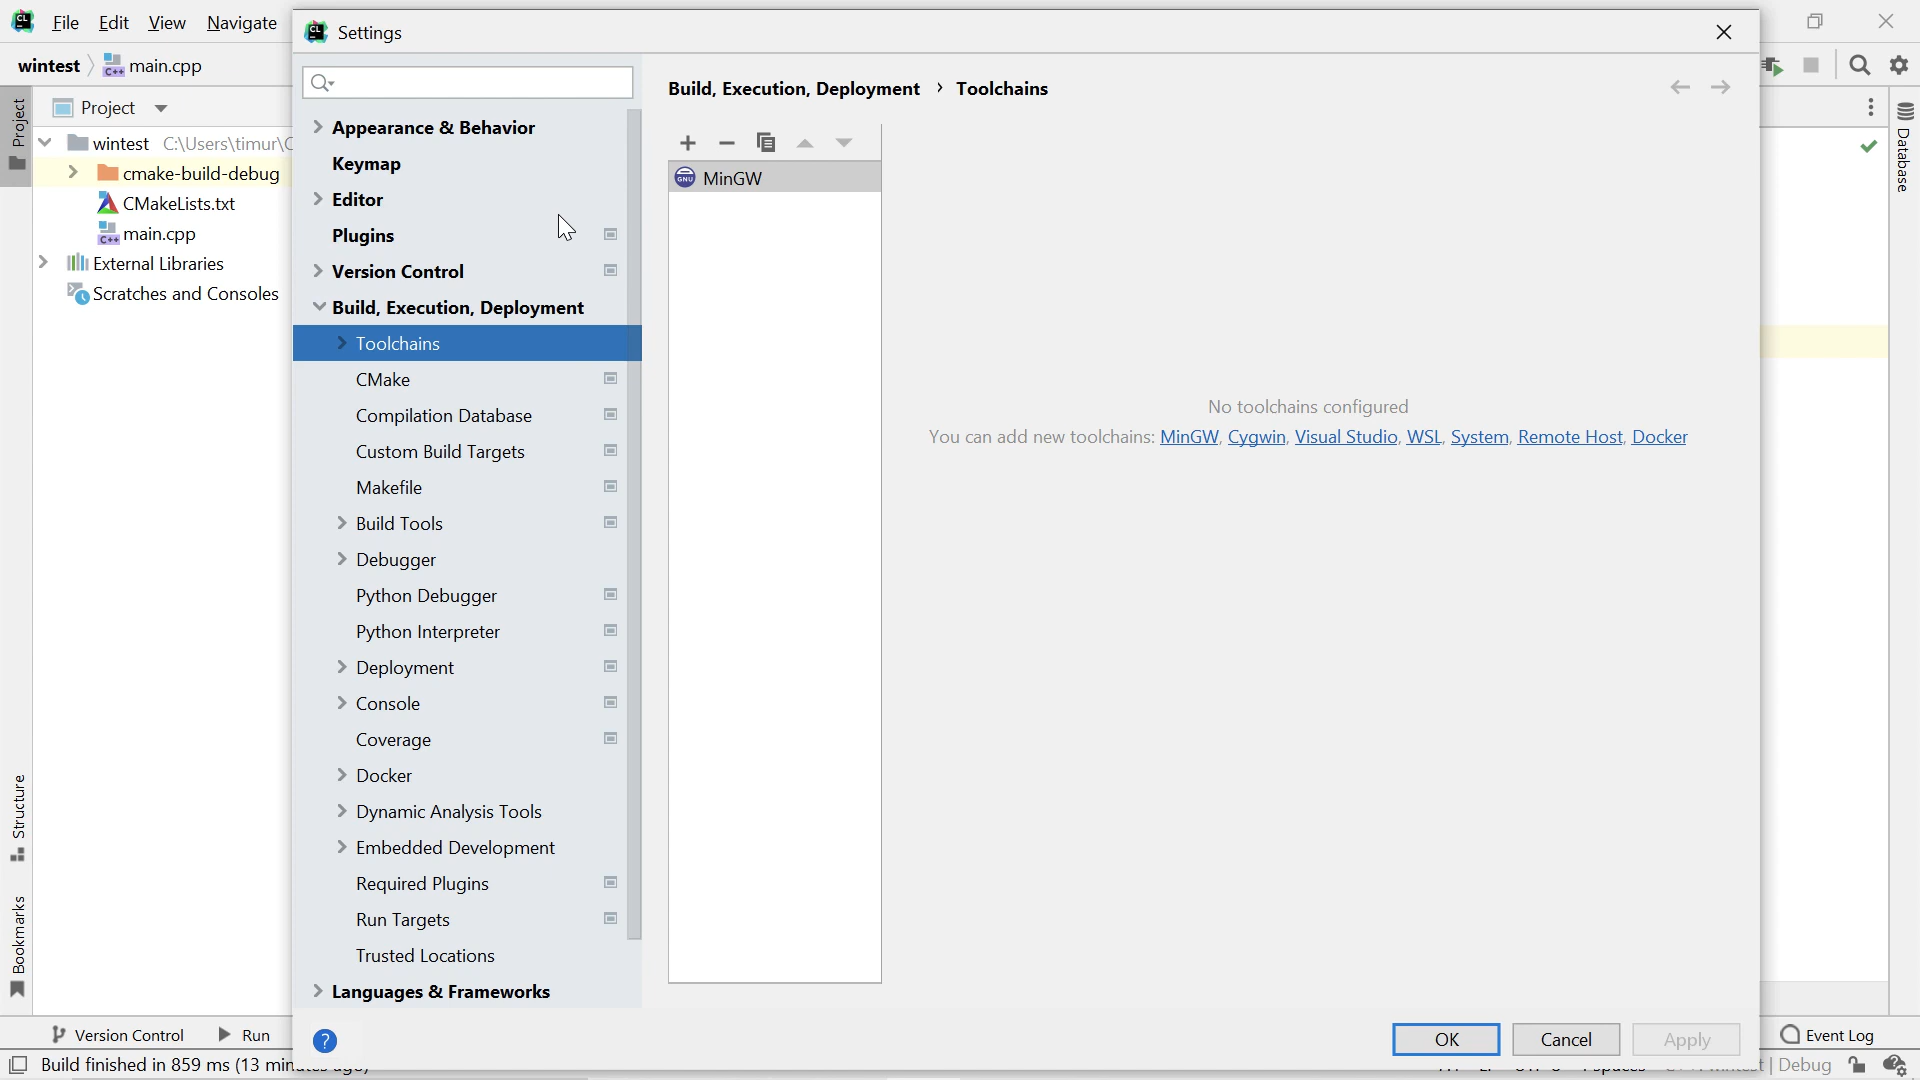 File Edit View Navigate
Settings
wintest main.cpp
Project
wintest C:\Users\timur\C
cmake-build-debug
CMakeLists.txt
main.cpp
External Libraries
Scratches and Consoles
Project
Structure
Bookmarks
Appearance & Behavior
Keymap
Editor
Plugins
Version Control
Build, Execution, Deployment
Toolchains
CMake
Compilation Database
Custom Build Targets
Makefile
Build Tools
Debugger
Python Debugger
Python Interpreter
Deployment
Console
Coverage
Docker
Dynamic Analysis Tools
Embedded Development
Required Plugins
Run Targets
Trusted Locations
Languages & Frameworks
Build, Execution, Deployment › Toolchains
MinGW
No toolchains configured
You can add new toolchains: MinGW, Cygwin, Visual Studio, WSL, System, Remote Host, Docker
OK Cancel Apply
Database
Version Control Run
Event Log
Build finished in 859 ms (13 minutes ago)
Debug